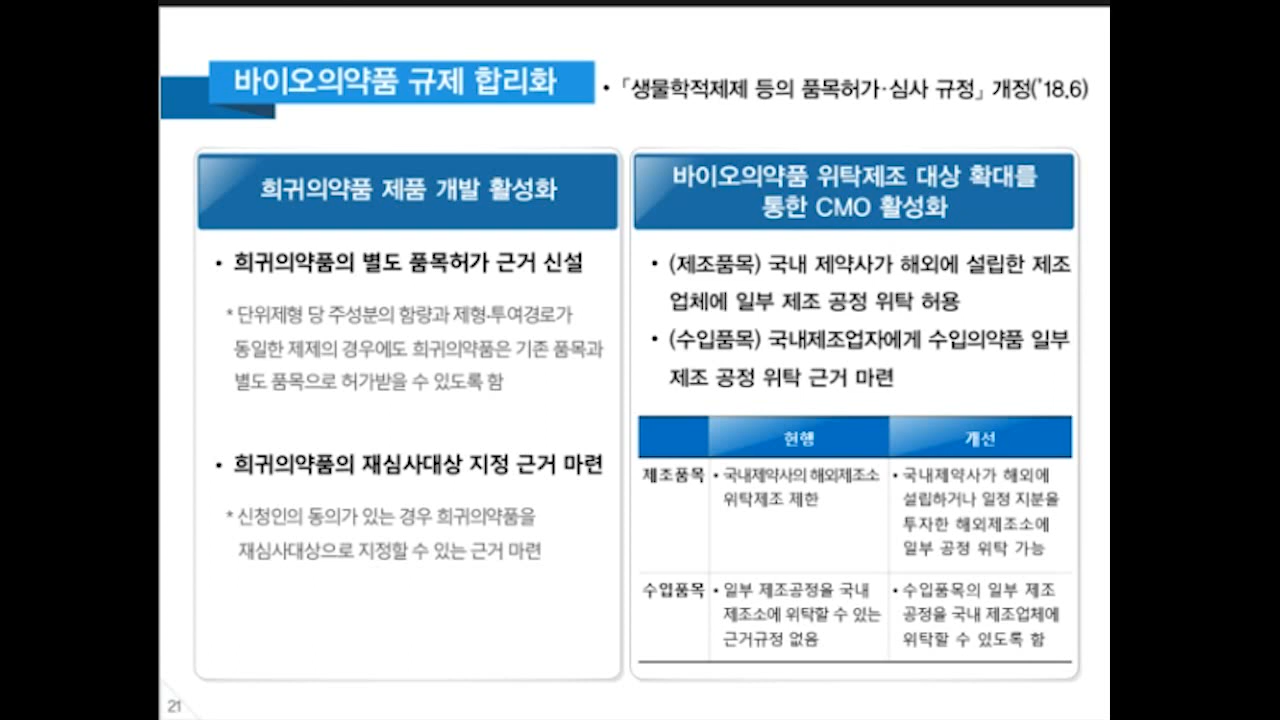 바이오의약품 규제 합리화
• 「생물학적제제 등의 품목허가·심사 규정」 개정('18.6)
희귀의약품 제품 개발 활성화
• 희귀의약품의 별도 품목허가 근거 신설
* 단위제형 당 주성분의 함량과 제형·투여경로가
동일한 제제의 경우에도 희귀의약품은 기존 품목과
별도 품목으로 허가받을 수 있도록 함
• 희귀의약품의 재심사대상 지정 근거 마련
* 신청인의 동의가 있는 경우 희귀의약품을
재심사대상으로 지정할 수 있는 근거 마련
바이오의약품 위탁제조 대상 확대를
통한 CMO 활성화
• (제조품목) 국내 제약사가 해외에 설립한 제조
업체에 일부 제조 공정 위탁 허용
• (수입품목) 국내제조업자에게 수입의약품 일부
제조 공정 위탁 근거 마련
현행
개선
제조품목
• 국내제약사의 해외제조소
위탁제조 제한
• 국내제약사가 해외에
설립하거나 일정 지분을
투자한 해외제조소에
일부 공정 위탁 가능
수입품목
• 일부 제조공정을 국내
제조소에 위탁할 수 있는
근거규정 없음
• 수입품목의 일부 제조
공정을 국내 제조업체에
위탁할 수 있도록 함
21